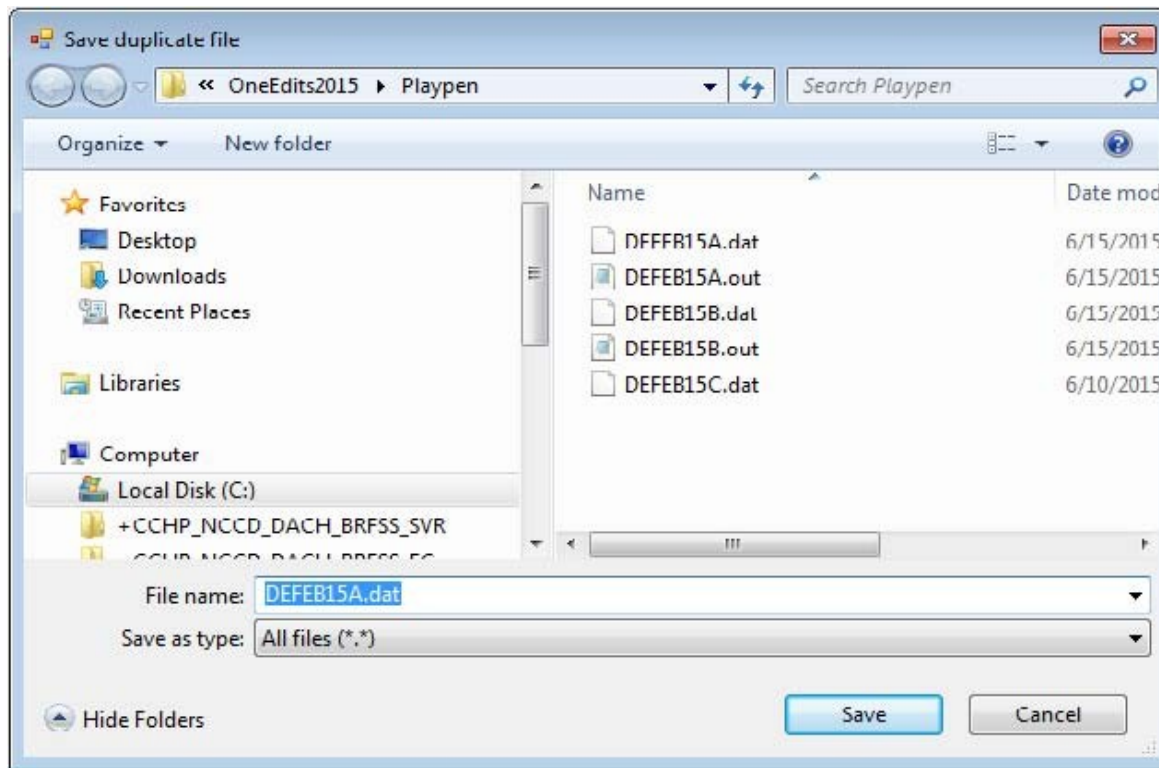 Save duplicate file
« OneEdits2015 ▸ Playpen
Search Playpen
Organize
New folder
Favorites
Desktop
Downloads
Recent Places
Libraries
Computer
Local Disk (C:)
+CCHP_NCCD_DACH_BRFSS_SVR
Name
Date mod
DEFEB15A.dat
6/15/2015
DEFEB15A.out
6/15/2015
DEFEB15B.dat
6/15/2015
DEFEB15B.out
6/15/2015
DEFEB15C.dat
6/10/2015
File name: DEFEB15A.dat
Save as type: All files (*.*)
Hide Folders
Save
Cancel